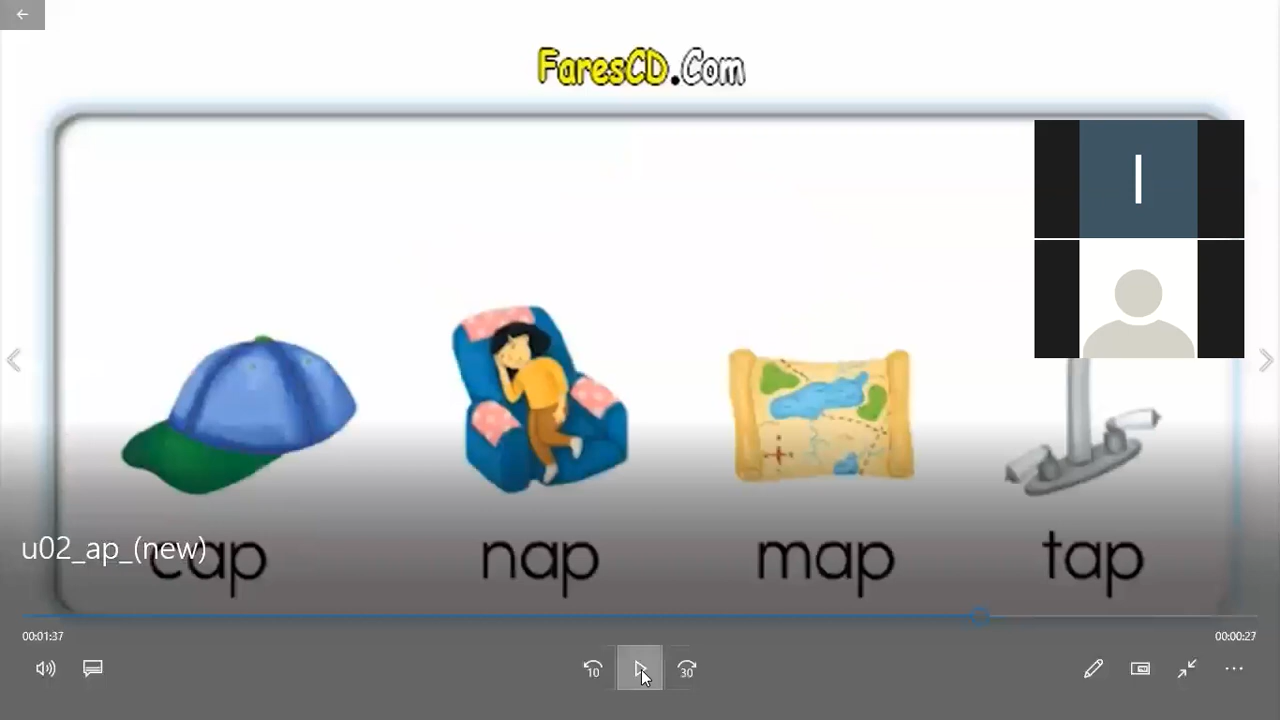 FaresCD.Com
I
u02_ap_(new)
cap nap map tap
00:01:37 00:00:27
10 30